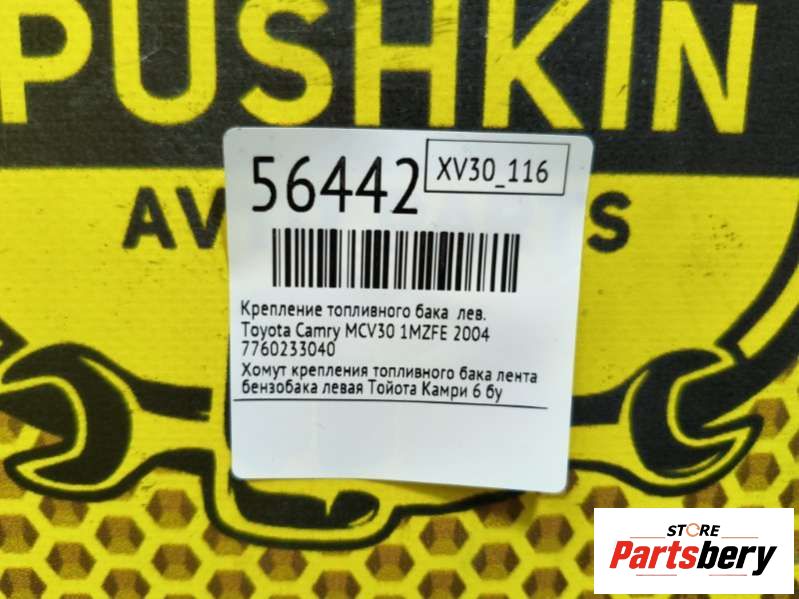 PUSHKIN
AV
S
56442
XV30_116
Крепление топливного бака лев.
Toyota Camry MCV30 1MZFE 2004
7760233040
Хомут крепления топливного бака лента
бензобака левая Тойота Камри 6 бу
STORE
Partsbery